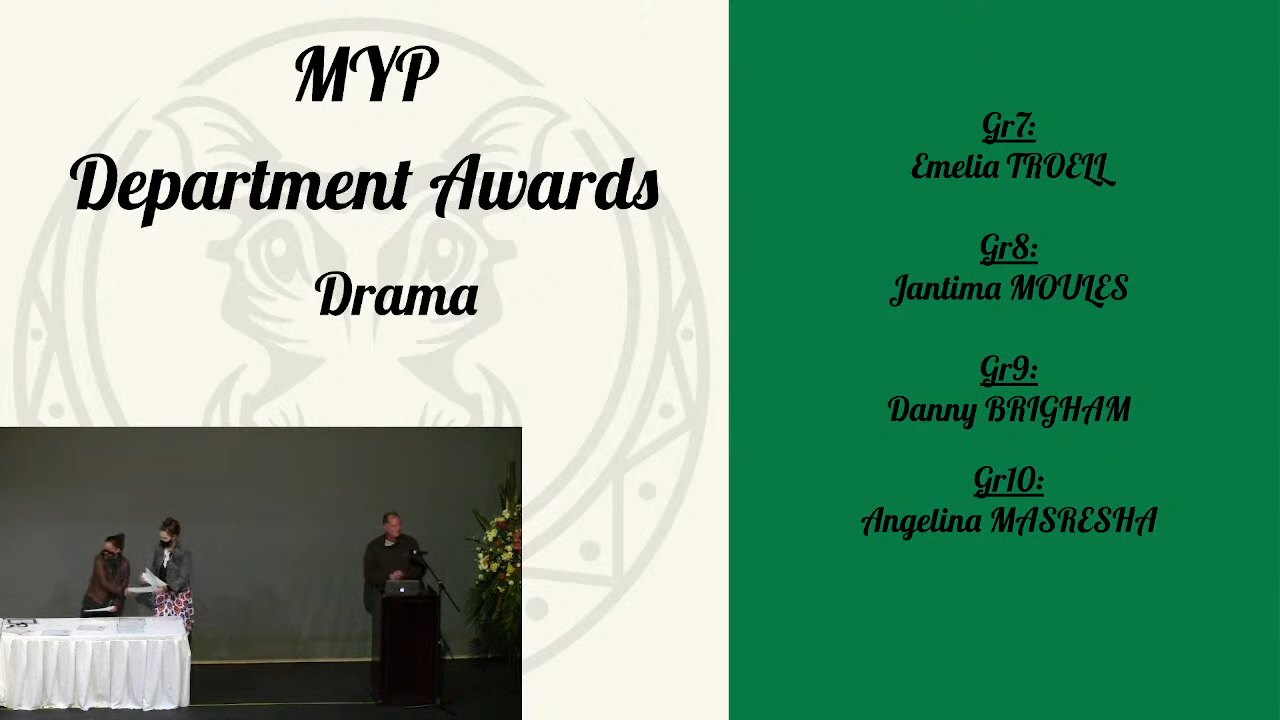 MYP
Department Awards
Drama
Gr7:
Emelia TROELL
Gr8:
Jantima MOULES
Gr9:
Danny BRIGHAM
Gr10:
Angelina MASRESHA